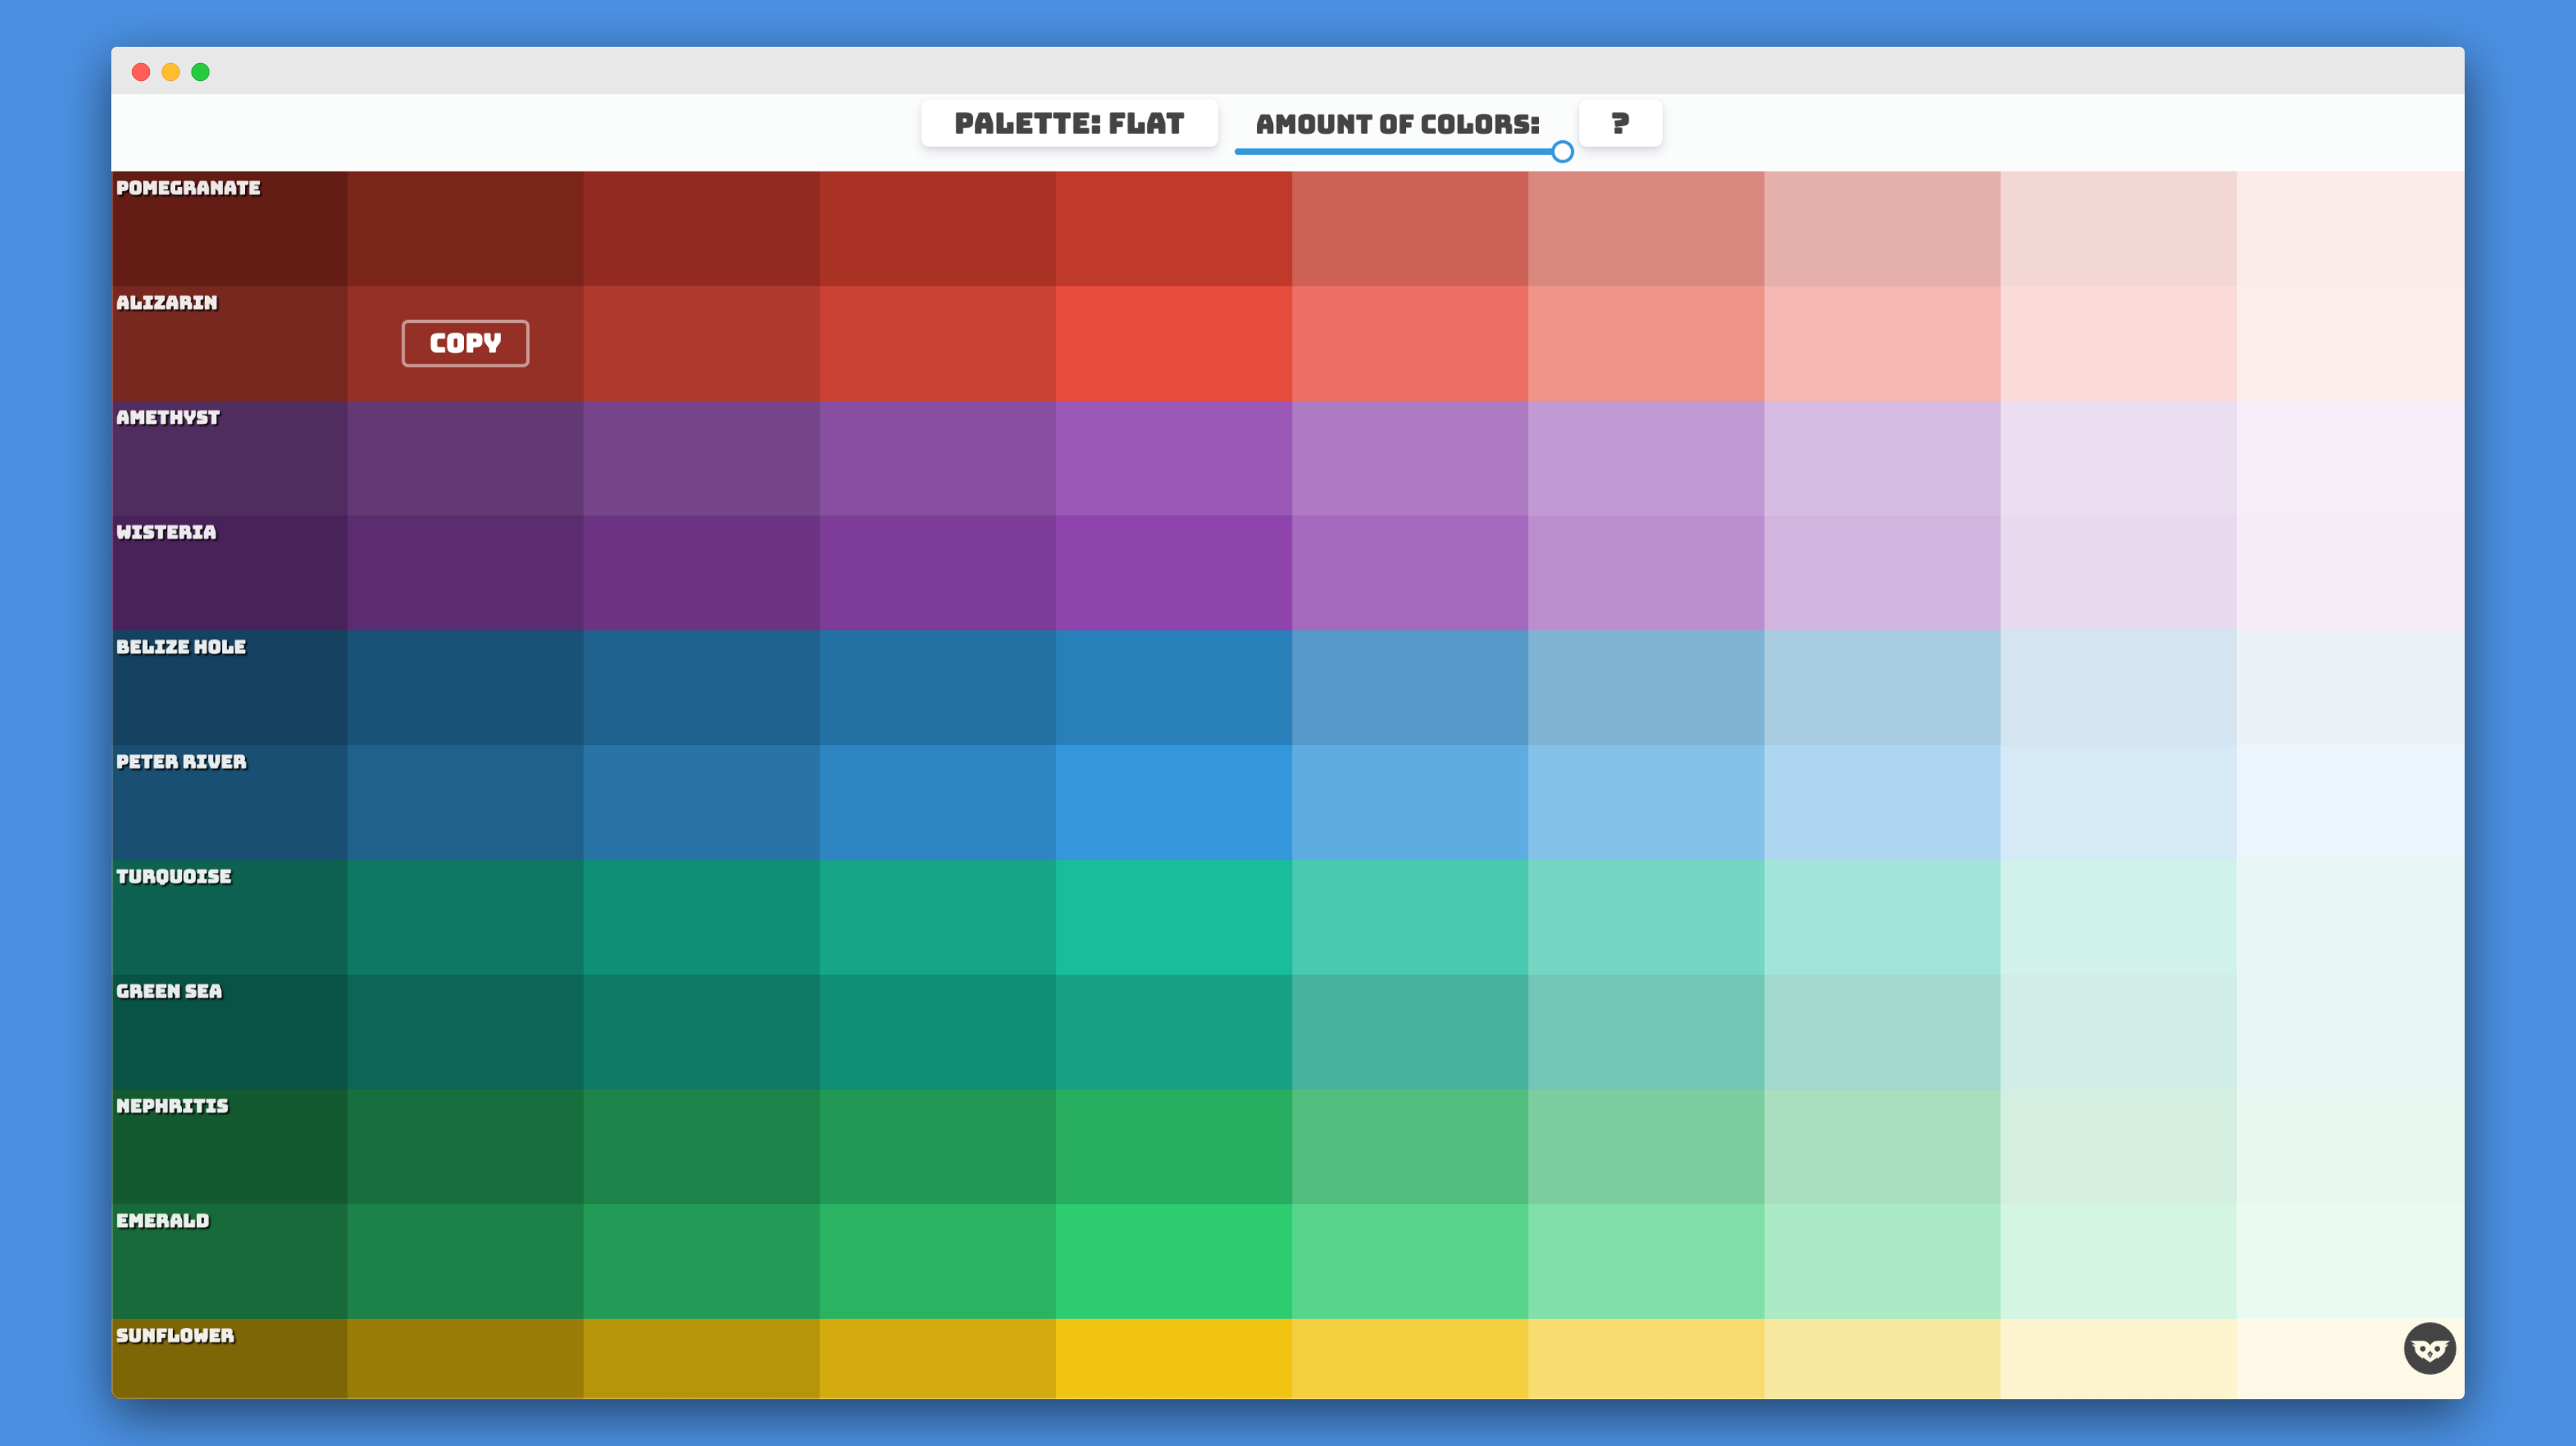 PALETTE: FLAT
AMOUNT OF COLORS:
?
POMEGRANATE
ALIZARIN
COPY
AMETHYST
WISTERIA
BELIZE HOLE
PETER RIVER
TURQUOISE
GREEN SEA
NEPHRITIS
EMERALD
SUNFLOWER